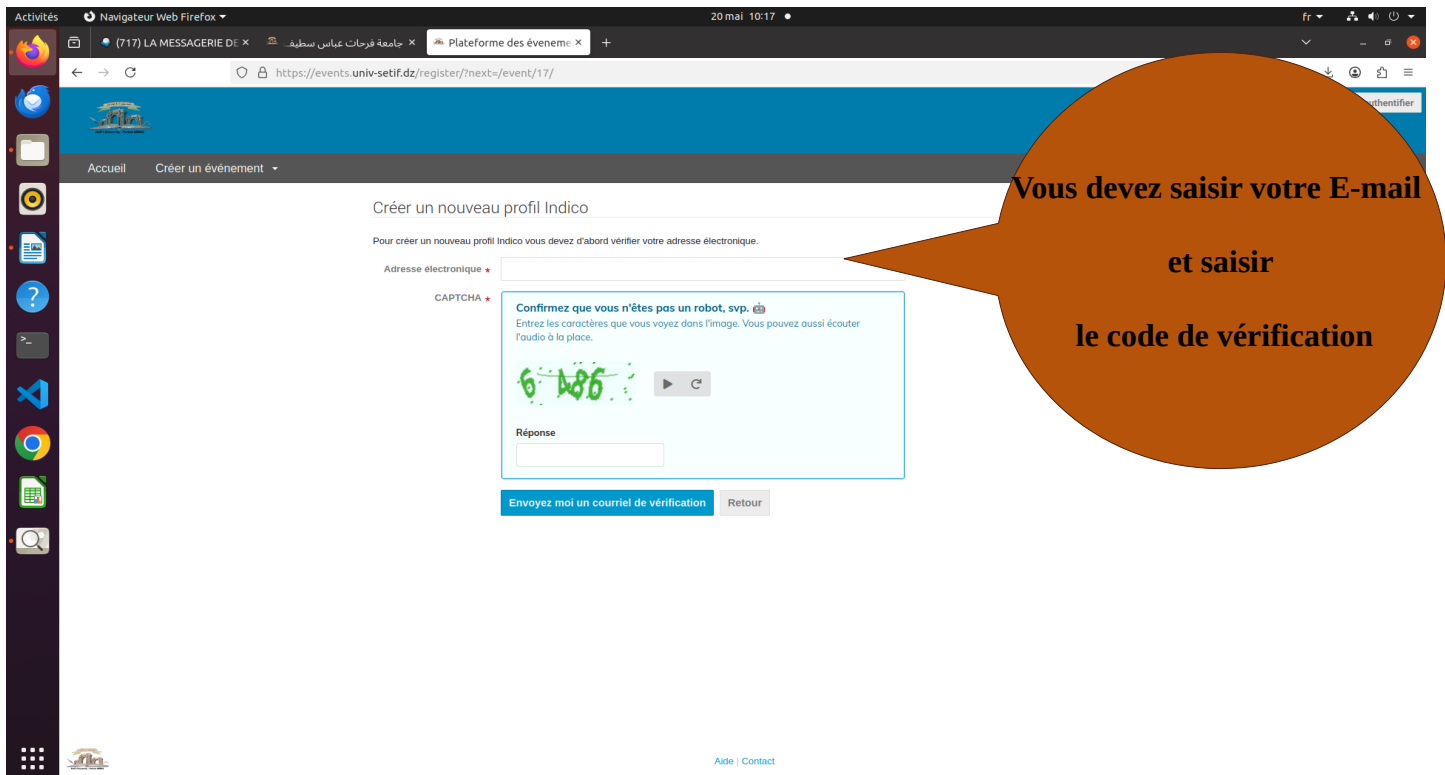 Activités
Navigateur Web Firefox
20 mai 10:17
fr
(717) LA MESSAGERIE DE
جامعة فرحات عباس سطيف
Plateforme des éveneme
https://events.univ-setif.dz/register/?next=/event/17/
uthentifier
Accueil
Créer un événement
Vous devez saisir votre E-mail
et saisir
le code de vérification
Créer un nouveau profil Indico
Pour créer un nouveau profil Indico vous devez d'abord vérifier votre adresse électronique.
Adresse électronique *
CAPTCHA *
Confirmez que vous n'êtes pas un robot, svp. 🤖
Entrez les caractères que vous voyez dans l'image. Vous pouvez aussi écouter
l'audio à la place.
Réponse
Envoyez moi un courriel de vérification
Retour
Aide | Contact